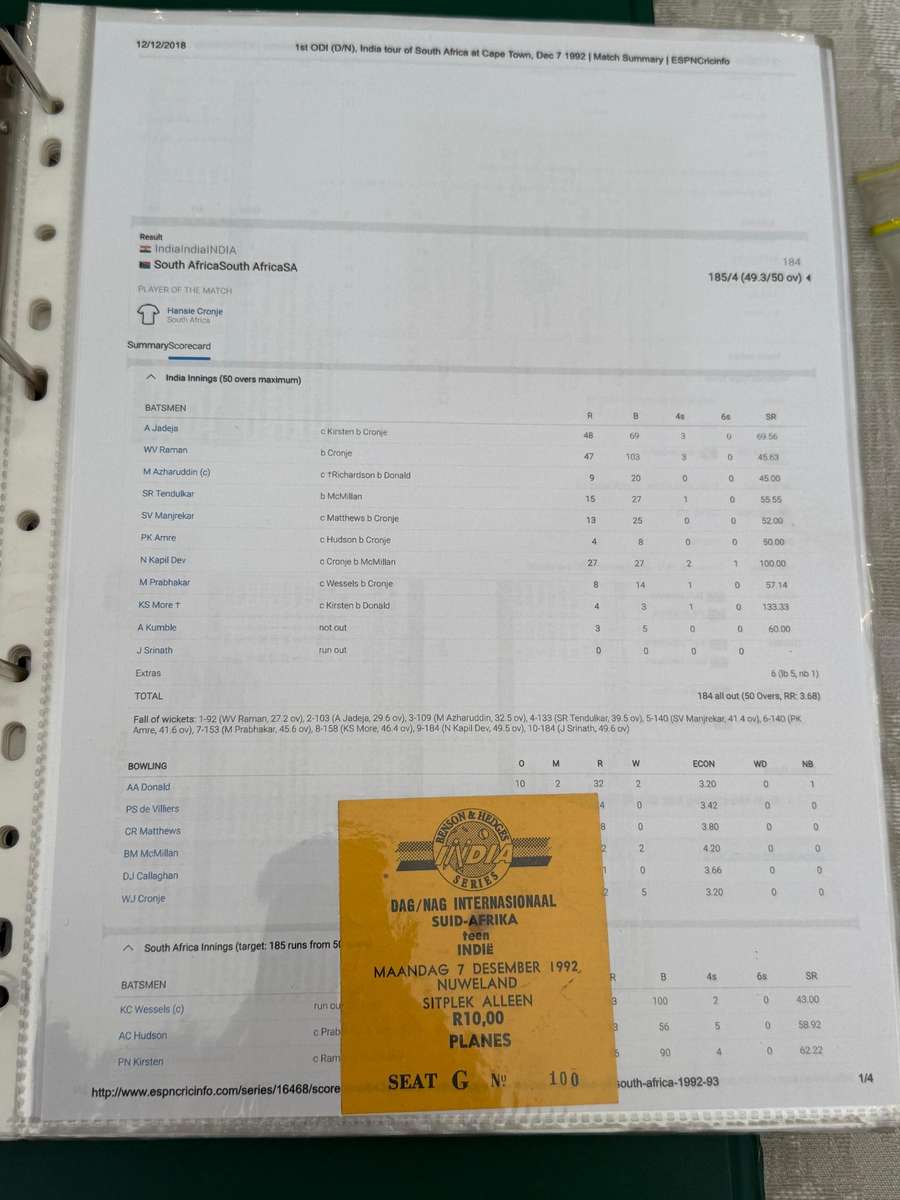 12/12/2018 1st ODI (D/N), India tour of South Africa at Cape Town, Dec 7 1992 | Match Summary | ESPNCricinfo
Result
IndiaIndiaINDIA 184
South AfricaSouth AfricaSA 185/4 (49.3/50 ov)
PLAYER OF THE MATCH
Hansie Cronje
South Africa
SummaryScorecard
India Innings (50 overs maximum)
BATSMEN R B 4s 6s SR
A Jadeja c Kirsten b Cronje 48 69 3 0 69.56
WV Raman b Cronje 47 103 3 0 45.63
M Azharuddin (c) c †Richardson b Donald 9 20 0 0 45.00
SR Tendulkar b McMillan 15 27 1 0 55.55
SV Manjrekar c Matthews b Cronje 13 25 0 0 52.00
PK Amre c Hudson b Cronje 4 8 0 0 50.00
N Kapil Dev c Cronje b McMillan 27 27 2 1 100.00
M Prabhakar c Wessels b Cronje 8 14 1 0 57.14
KS More † c Kirsten b Donald 4 3 1 0 133.33
A Kumble not out 3 5 0 0 60.00
J Srinath run out 0 0 0 0 -
Extras 6 (lb 5, nb 1)
TOTAL 184 all out (50 Overs, RR: 3.68)
Fall of wickets: 1-92 (WV Raman, 27.2 ov), 2-103 (A Jadeja, 29.6 ov), 3-109 (M Azharuddin, 32.5 ov), 4-133 (SR Tendulkar, 39.5 ov), 5-140 (SV Manjrekar, 41.4 ov), 6-140 (PK
Amre, 41.6 ov), 7-153 (M Prabhakar, 45.6 ov), 8-158 (KS More, 46.4 ov), 9-184 (N Kapil Dev, 49.5 ov), 10-184 (J Srinath, 49.6 ov)
BOWLING O M R W ECON WD NB
AA Donald 10 2 32 2 3.20 0 1
PS de Villiers 4 0 3.42 0 0
CR Matthews 8 0 3.80 0 0
BM McMillan 2 2 4.20 0 0
DJ Callaghan 1 0 3.66 0 0
WJ Cronje 2 5 3.20 0 0
South Africa Innings (target: 185 runs from 50
BATSMEN R B 4s 6s SR
KC Wessels (c) run ou 3 100 2 0 43.00
AC Hudson c Prab 3 56 5 0 58.92
PN Kirsten c Ram 6 90 4 0 62.22
http://www.espncricinfo.com/series/16468/score south-africa-1992-93 1/4
BENSON & HEDGES
INDIA
SERIES
DAG/NAG INTERNASIONAAL
SUID-AFRIKA
teen
INDIË
MAANDAG 7 DESEMBER 1992
NUWELAND
SITPLEK ALLEEN
R10,00
PLANES
SEAT G No 100